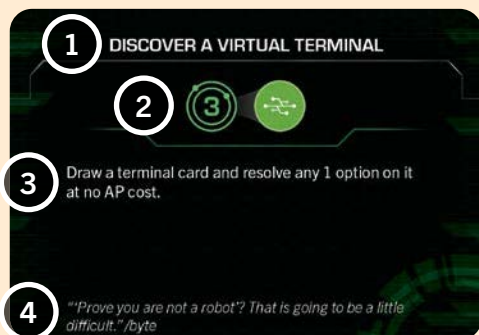 1 DISCOVER A VIRTUAL TERMINAL
2 3
3 Draw a terminal card and resolve any 1 option on it
at no AP cost.
4 "'Prove you are not a robot'? That is going to be a little
difficult." /byte